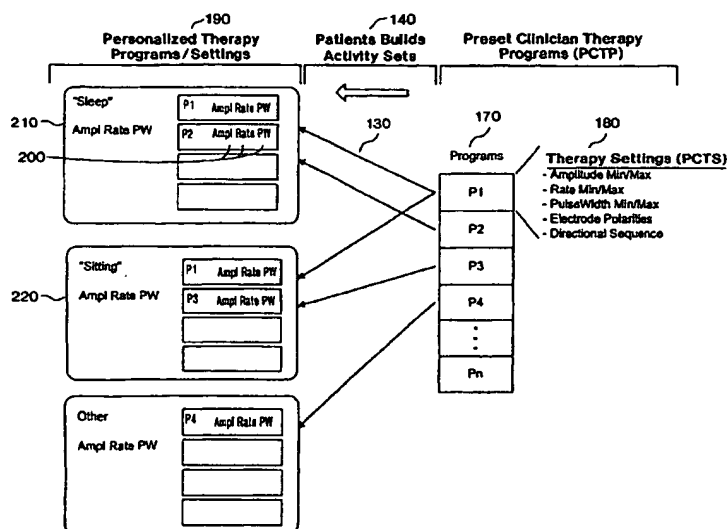 190
140
Personalized Therapy
Programs/Settings
Patients Builds
Activity Sets
Preset Clinician Therapy
Programs (PCTP)
210
"Sleep"
Ampl Rate PW
P1 Ampl Rate PW
P2 Ampl Rate PW
200
130
170
Programs
180
Therapy Settings (PCTS)
- Amplitude Min/Max
- Rate Min/Max
- PulseWidth Min/Max
- Electrode Polarities
- Directional Sequence
P1
P2
P3
P4
Pn
220
"Sitting"
Ampl Rate PW
P1 Ampl Rate PW
P3 Ampl Rate PW
Other
Ampl Rate PW
P4 Ampl Rate PW